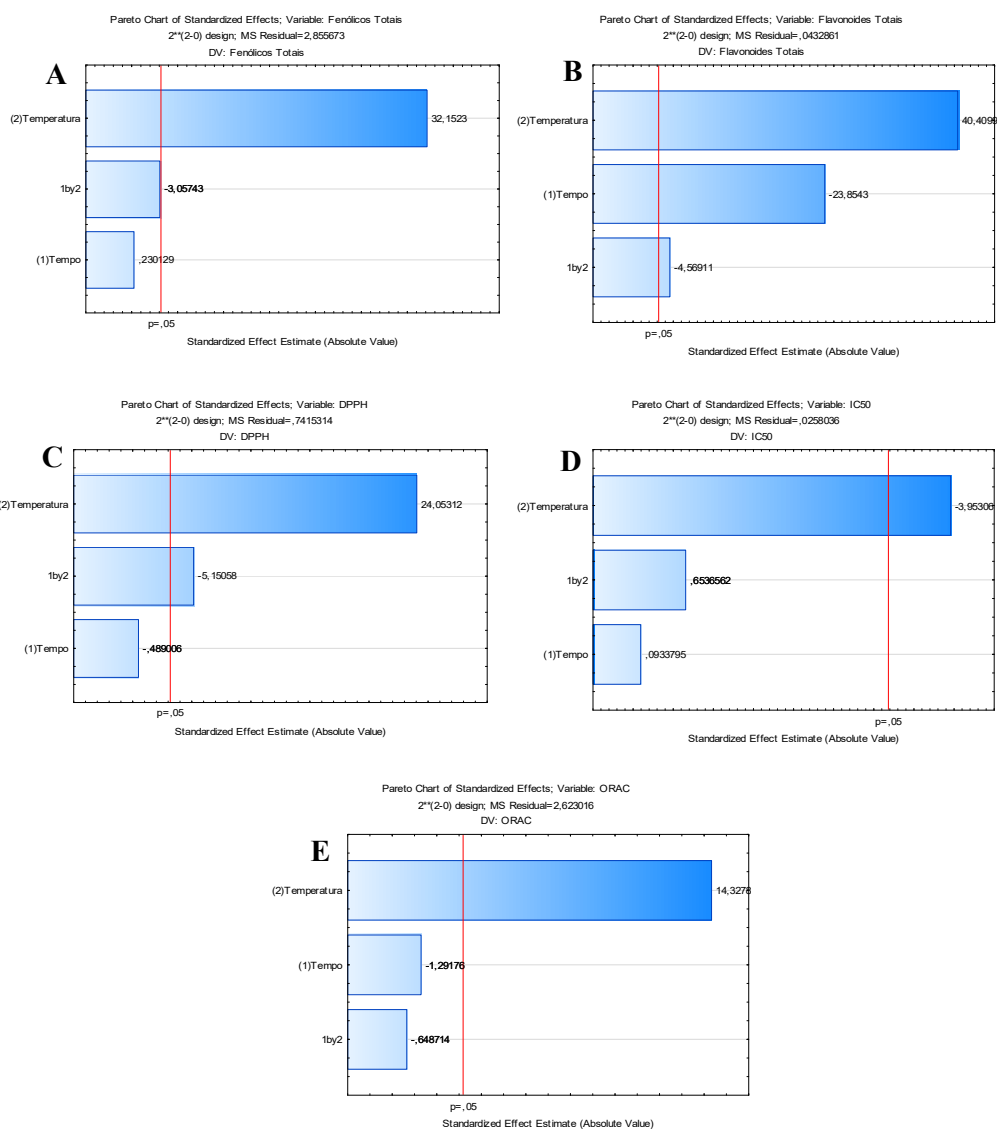 Pareto Chart of Standardized Effects; Variable: Fenólicos Totais
2**(2-0) design; MS Residual=2,855673
DV: Fenólicos Totais
A
(2)Temperatura
32,1523
1by2
-3,05743
(1)Tempo
,230129
p=,05
Standardized Effect Estimate (Absolute Value)
Pareto Chart of Standardized Effects; Variable: Flavonoides Totais
2**(2-0) design; MS Residual=,0432861
DV: Flavonoides Totais
B
(2)Temperatura
40,4099
(1)Tempo
-23,8543
1by2
-4,56911
p=,05
Standardized Effect Estimate (Absolute Value)
Pareto Chart of Standardized Effects; Variable: DPPH
2**(2-0) design; MS Residual=,7415314
DV: DPPH
C
(2)Temperatura
24,05312
1by2
-5,15058
(1)Tempo
-,489006
p=,05
Standardized Effect Estimate (Absolute Value)
Pareto Chart of Standardized Effects; Variable: IC50
2**(2-0) design; MS Residual=,0258036
DV: IC50
D
(2)Temperatura
-3,95306
1by2
,6536562
(1)Tempo
,0933795
p=,05
Standardized Effect Estimate (Absolute Value)
Pareto Chart of Standardized Effects; Variable: ORAC
2**(2-0) design; MS Residual=2,623016
DV: ORAC
E
(2)Temperatura
14,3278
(1)Tempo
-1,29176
1by2
-,648714
p=,05
Standardized Effect Estimate (Absolute Value)